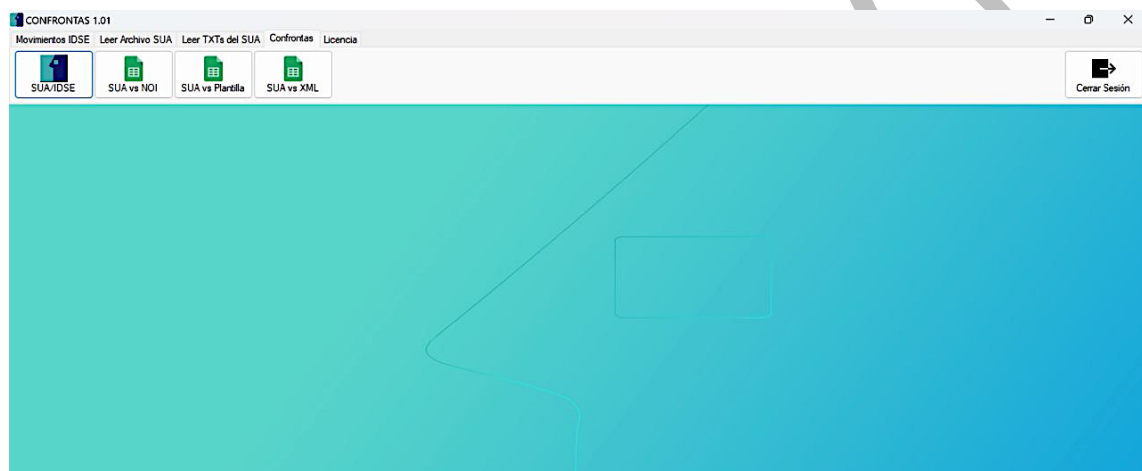 CONFRONTAS 1.01
Movimientos IDSE Leer Archivo SUA Leer TXTs del SUA Confrontas Licencia
SUA/IDSE SUA vs NOI SUA vs Plantilla SUA vs XML Cerrar Sesión